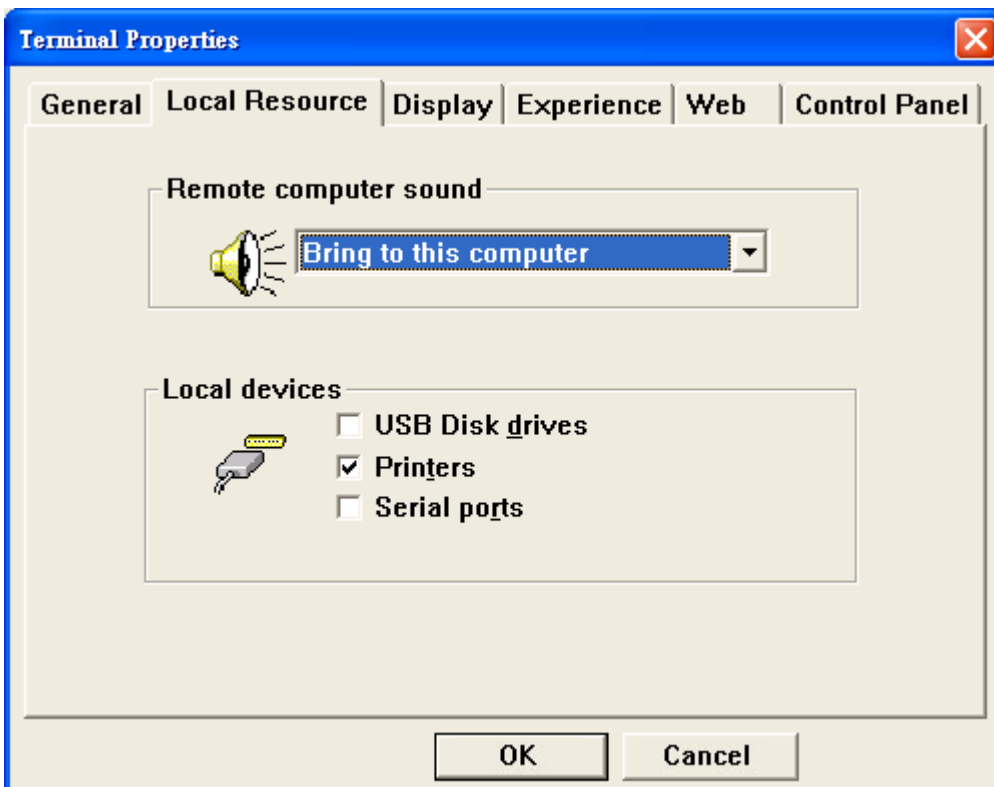 Terminal Properties
General Local Resource Display Experience Web Control Panel
Remote computer sound
Bring to this computer
Local devices
USB Disk drives
Printers
Serial ports
OK Cancel